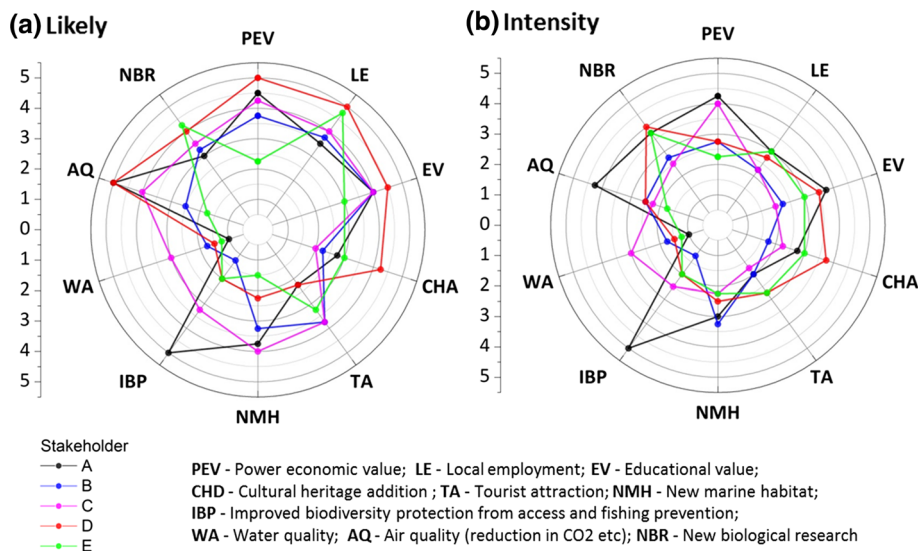 (a) Likely
PEV
NBR
LE
AQ
EV
WA
CHA
IBP
TA
NMH
5
4
3
2
1
0
1
2
3
4
5
(b) Intensity
PEV
NBR
LE
AQ
EV
WA
CHA
IBP
TA
NMH
5
4
3
2
1
0
1
2
3
4
5
Stakeholder
A
B
C
D
E
PEV - Power economic value; LE - Local employment; EV - Educational value;
CHD - Cultural heritage addition ; TA - Tourist attraction; NMH - New marine habitat;
IBP - Improved biodiversity protection from access and fishing prevention;
WA - Water quality; AQ - Air quality (reduction in CO2 etc); NBR - New biological research